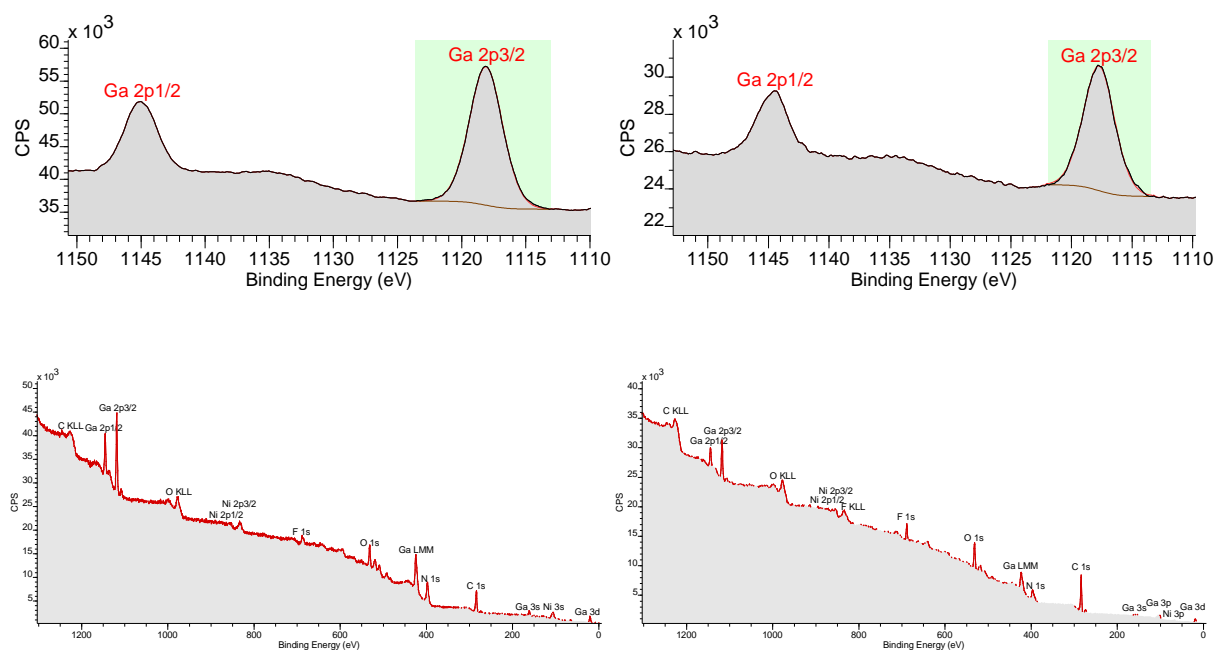 x 10³
Ga 2p3/2
Ga 2p1/2
60
55
50
45
40
35
CPS
1150 1145 1140 1135 1130 1125 1120 1115 1110
Binding Energy (eV)
x 10³
Ga 2p3/2
Ga 2p1/2
30
28
26
24
22
CPS
1150 1145 1140 1135 1130 1125 1120 1115 1110
Binding Energy (eV)
x 10³
50
45
40
35
30
25
20
15
10
5
CPS
Ga 2p3/2
C KLL
Ga 2p1/2
O KLL
Ni 2p3/2
Ni 2p1/2
F 1s
O 1s
Ga LMM
N 1s
C 1s
Ga 3s
Ni 3s
Ga 3d
1200 1000 800 600 400 200 0
Binding Energy (eV)
x 10³
40
35
30
25
20
15
10
5
CPS
C KLL
Ga 2p3/2
Ga 2p1/2
O KLL
Ni 2p3/2
Ni 2p1/2
F KLL
F 1s
O 1s
Ga LMM
N 1s
C 1s
Ga 3s
Ga 3p
Ni 3p
Ga 3d
1200 1000 800 600 400 200 0
Binding Energy (eV)